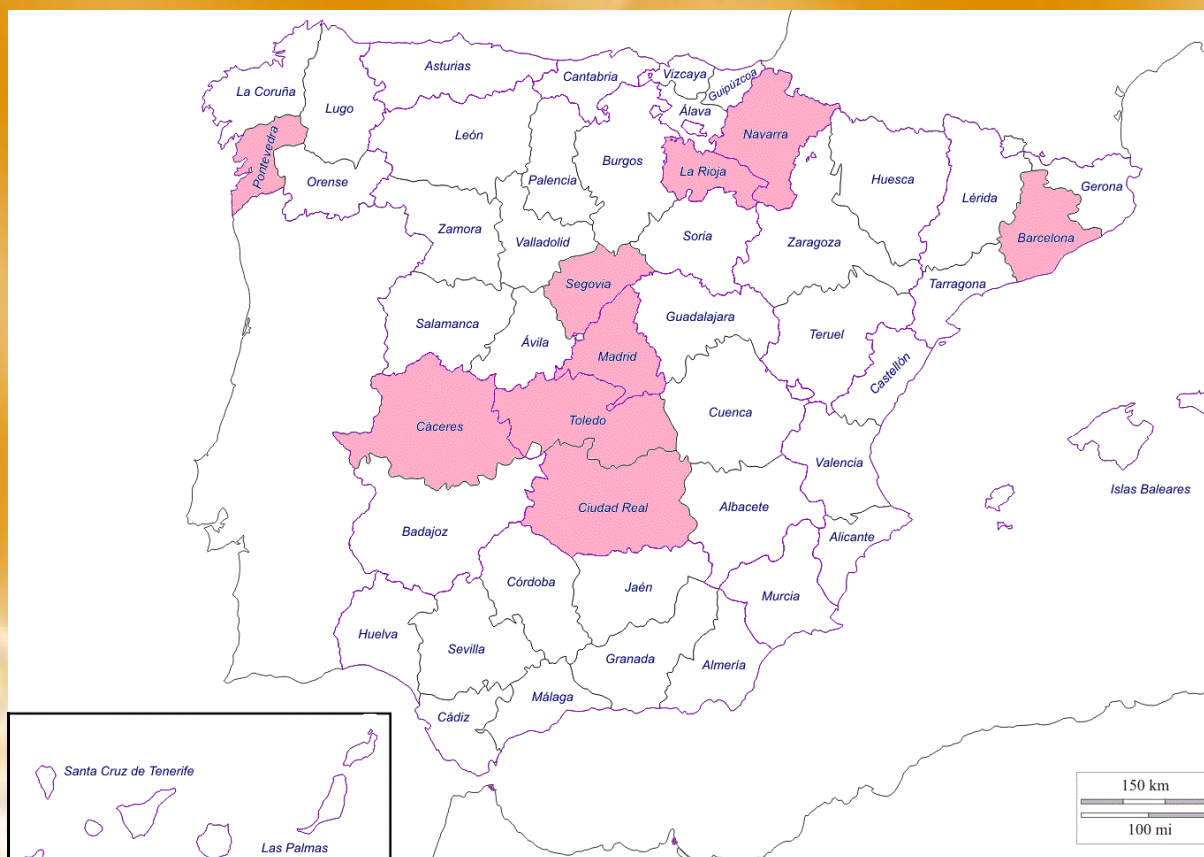 Asturias
Cantabria
Vizcaya
Guipúzcoa
La Coruña
Lugo
Álava
Navarra
León
Pontevedra
Orense
Palencia
Burgos
La Rioja
Huesca
Lérida
Gerona
Zamora
Valladolid
Soria
Zaragoza
Barcelona
Segovia
Tarragona
Salamanca
Ávila
Guadalajara
Teruel
Madrid
Castellón
Cáceres
Toledo
Cuenca
Valencia
Islas Baleares
Ciudad Real
Albacete
Badajoz
Alicante
Córdoba
Jaén
Murcia
Huelva
Sevilla
Granada
Almería
Málaga
Cádiz
Santa Cruz de Tenerife
Las Palmas
150 km
100 mi